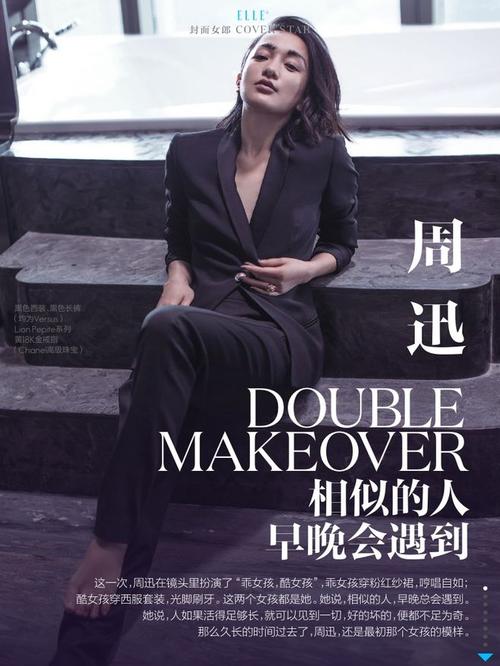 ELLE
封面女郎 COVER STAR
周
迅
黑色西装、黑色长裤
（均为Versus）
Lion Pepite系列
黄18K金戒指
（Chanel高级珠宝）
DOUBLE
MAKEOVER
相似的人
早晚会遇到
这一次，周迅在镜头里扮演了“乖女孩，酷女孩”，乖女孩穿粉红纱裙，哼唱自如；
酷女孩穿西服套装，光脚刷牙。这两个女孩都是她。她说，相似的人，早晚总会遇到。
她说，人如果活得足够长，就可以见到一切，好的坏的，便都不足为奇。
那么久长的时间过去了，周迅，还是最初那个女孩的模样。